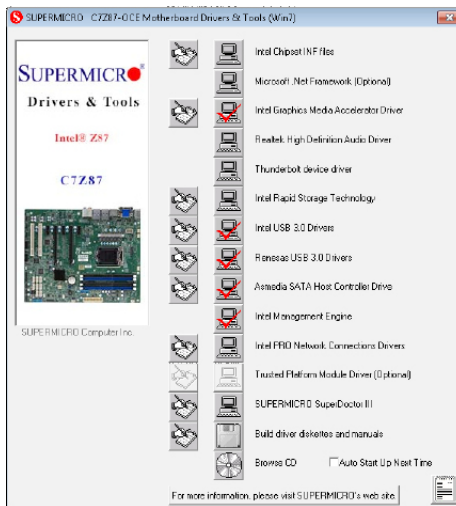 SUPERMICRO C7Z87-OCE Motherboard Drivers & Tools (Win7)
SUPERMICRO
Drivers & Tools
Intel® Z87
C7Z87
SUPERMICRO Computer Inc.
Intel Chipset INF files
Microsoft .Net Framework (Optional)
Intel Graphics Media Accelerator Driver
Realtek High Definition Audio Driver
Thunderbolt device driver
Intel Rapid Storage Technology
Intel USB 3.0 Drivers
Renesas USB 3.0 Drivers
Asmedia SATA Host Controller Drive
Intel Management Engine
Intel PRO Network Connections Drivers
Trusted Platform Module Driver (Optional)
SUPERMICRO SuperDoctor III
Build driver diskettes and manuals
Browse CD
Auto Start Up Next Time
For more information, please visit SUPERMICRO's web site.